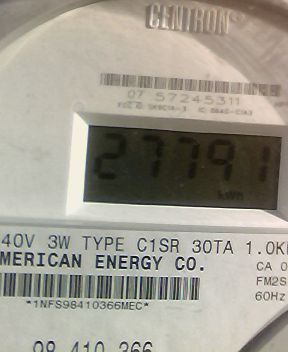 CENTRON
07 57245311
27791
kWh
40V 3W TYPE C1SR 30TA 1.0
MERICAN ENERGY CO.
CA 0
FM2S
60Hz
*1NFS98410366MEC*
98 410 366